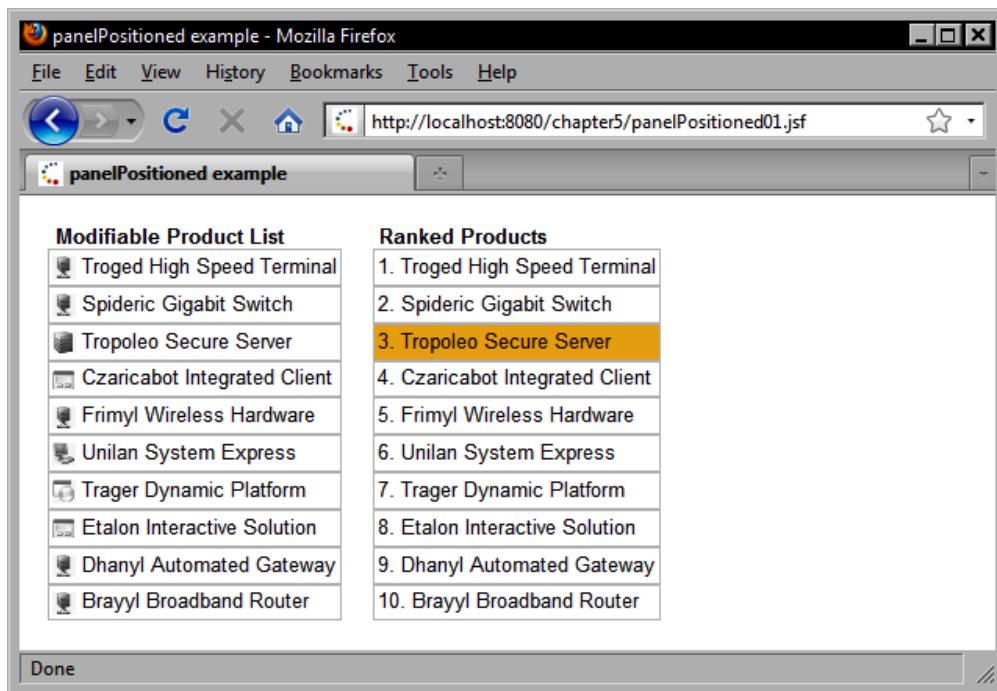 panelPositioned example - Mozilla Firefox
File Edit View History Bookmarks Tools Help
http://localhost:8080/chapter5/panelPositioned01.jsf
panelPositioned example
Modifiable Product List
Troged High Speed Terminal
Spideric Gigabit Switch
Tropoleo Secure Server
Czaricabot Integrated Client
Frimyl Wireless Hardware
Unilan System Express
Trager Dynamic Platform
Etalon Interactive Solution
Dhanyl Automated Gateway
Brayyl Broadband Router
Ranked Products
1. Troged High Speed Terminal
2. Spideric Gigabit Switch
3. Tropoleo Secure Server
4. Czaricabot Integrated Client
5. Frimyl Wireless Hardware
6. Unilan System Express
7. Trager Dynamic Platform
8. Etalon Interactive Solution
9. Dhanyl Automated Gateway
10. Brayyl Broadband Router
Done